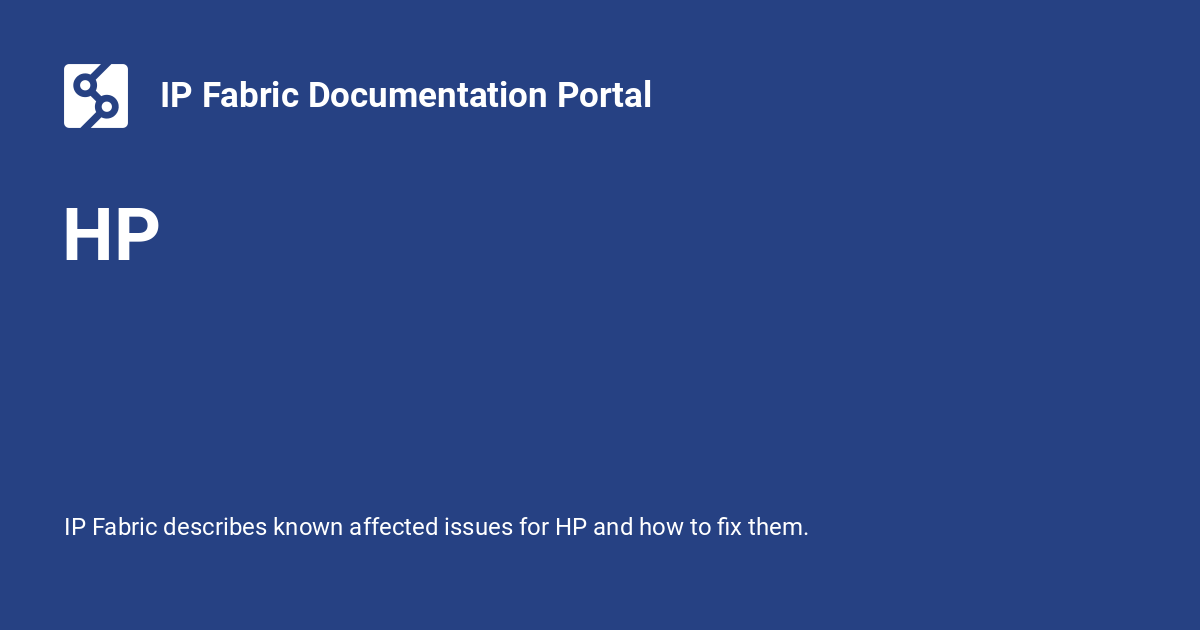 IP Fabric Documentation Portal
HP
IP Fabric describes known affected issues for HP and how to fix them.